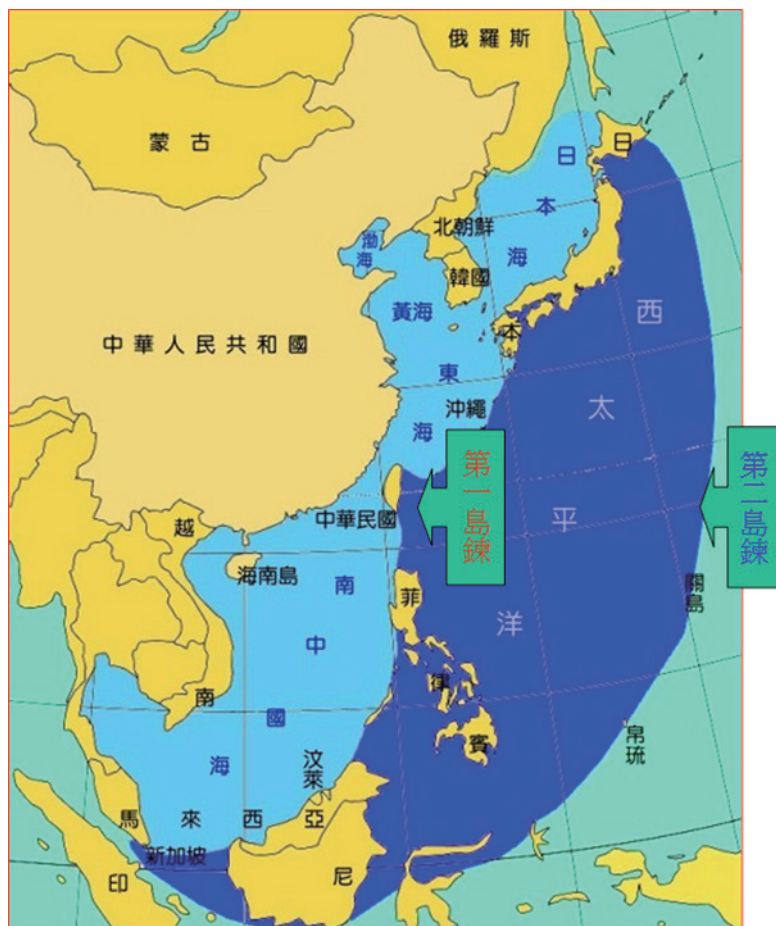 俄羅斯
蒙古
日本海
日本
北朝鮮
渤海
韓國
黃海
中華人民共和國
東海
沖繩
西太平洋
第一島鍊
第二島鍊
中華民國
越南
海南島
南中國海
菲律賓
關島
帛琉
汶萊
馬來西亞
新加坡
印尼